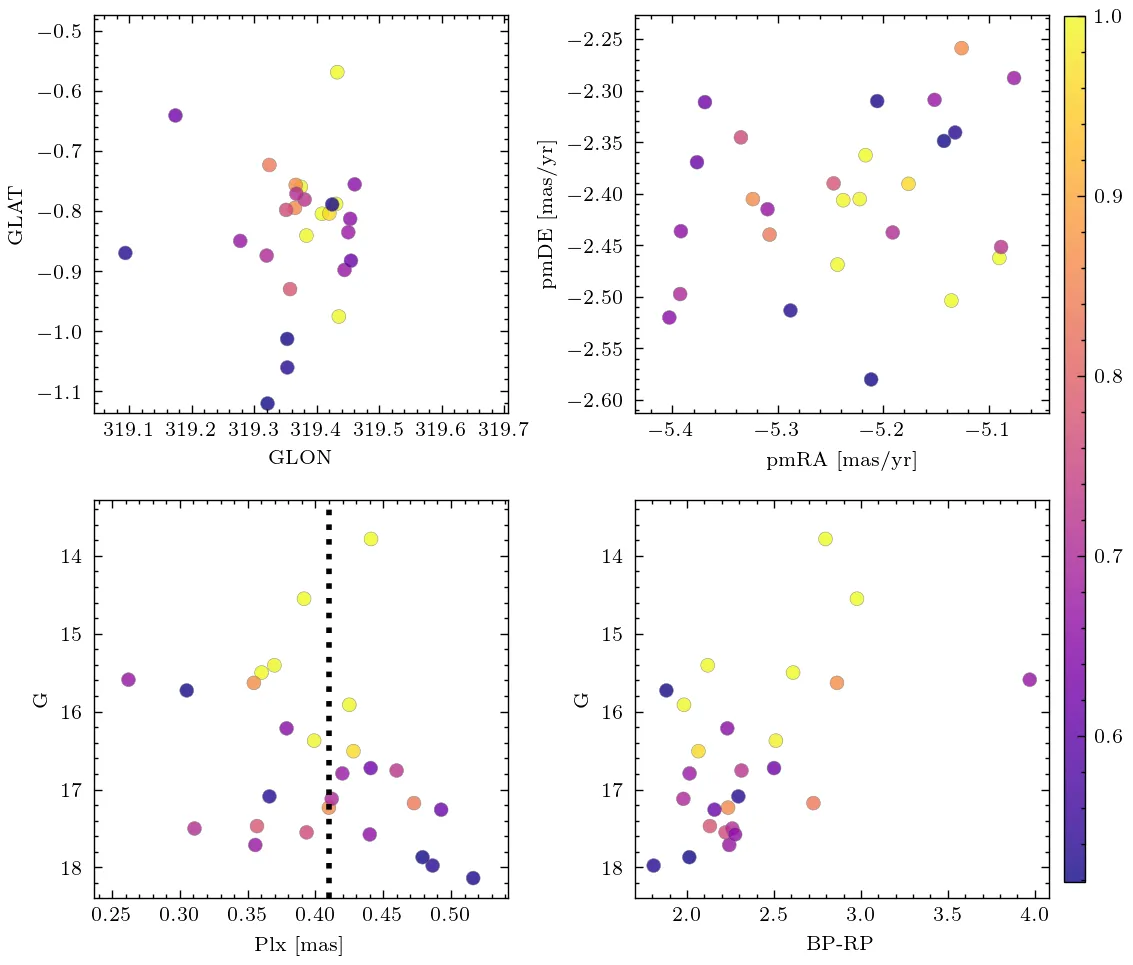 −0.5
−0.6
−0.7
−0.8
−0.9
−1.0
−1.1
GLAT
319.1 319.2 319.3 319.4 319.5 319.6 319.7
GLON
−2.25
−2.30
−2.35
−2.40
−2.45
−2.50
−2.55
−2.60
pmDE [mas/yr]
−5.4 −5.3 −5.2 −5.1
pmRA [mas/yr]
14
15
16
17
18
G
0.25 0.30 0.35 0.40 0.45 0.50
Plx [mas]
14
15
16
17
18
G
2.0 2.5 3.0 3.5 4.0
BP-RP
1.0
0.9
0.8
0.7
0.6